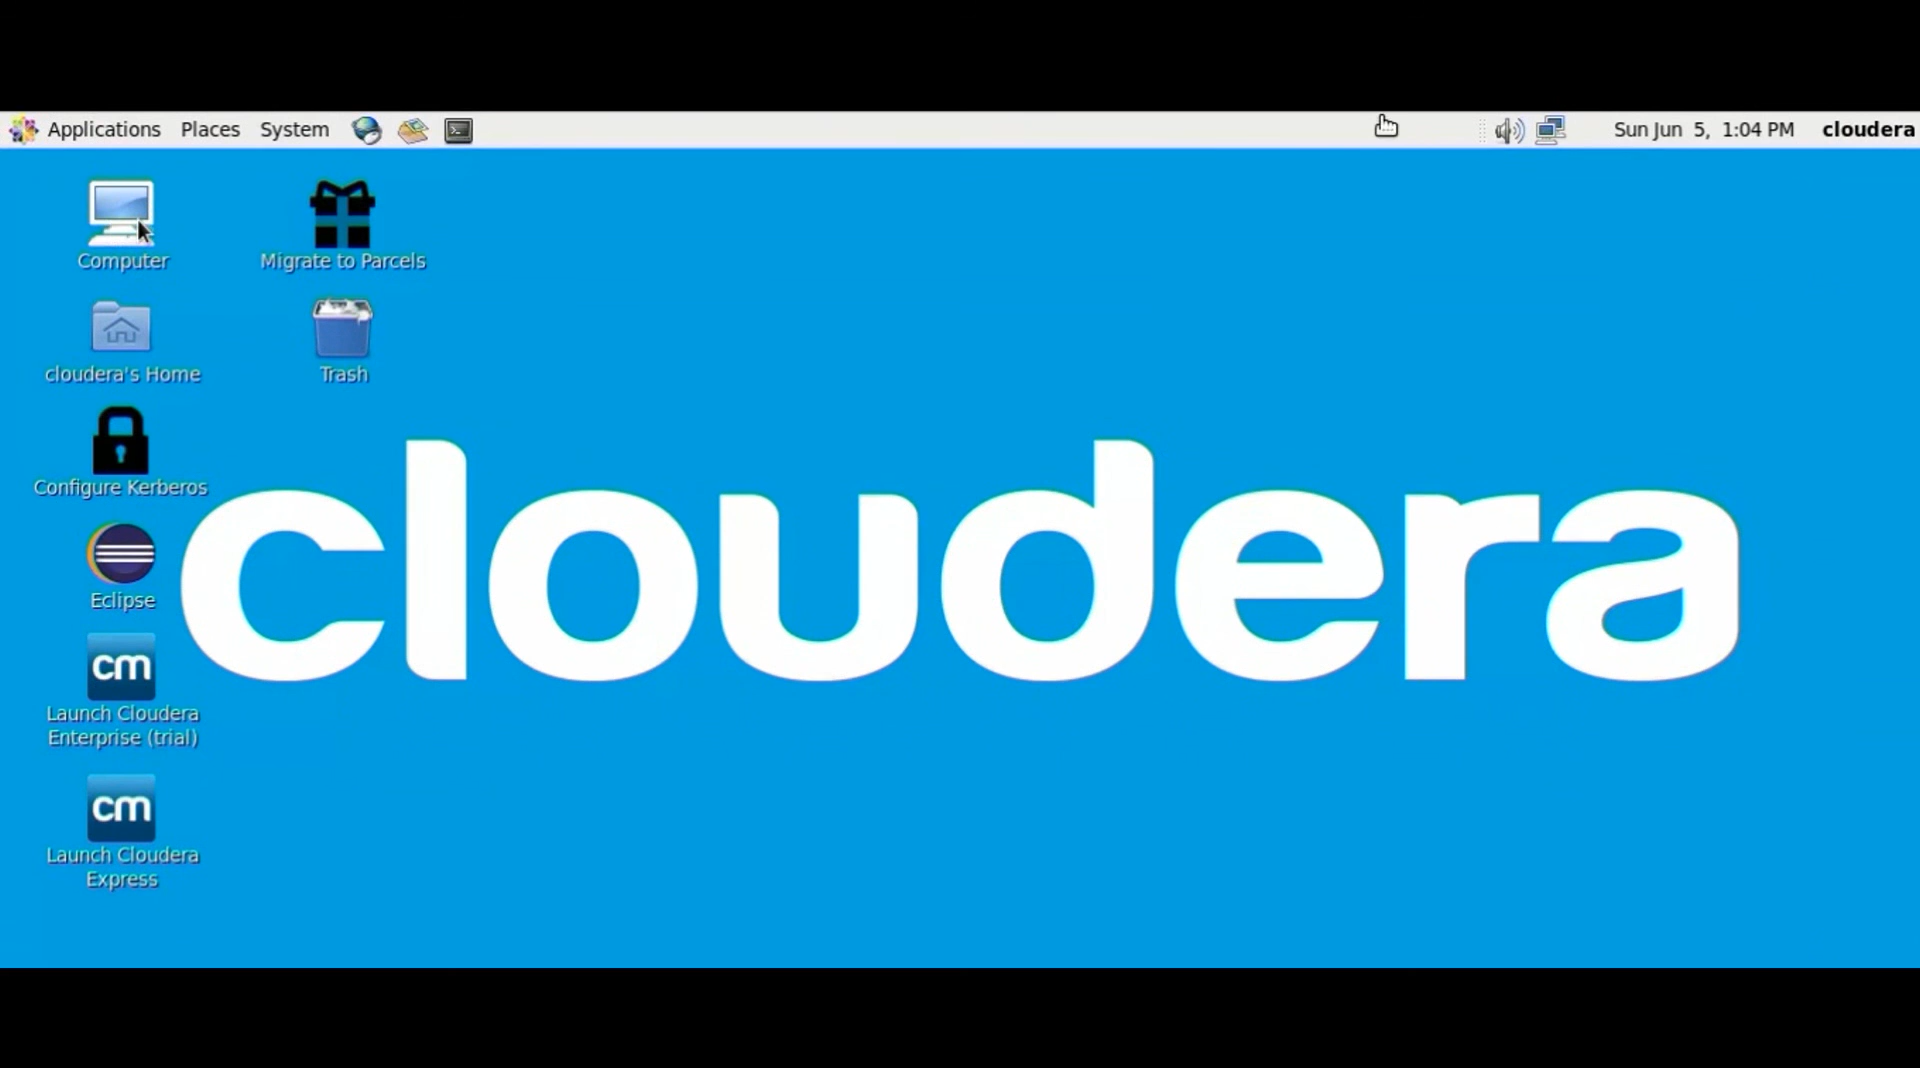 Applications Places System Sun Jun 5, 1:04 PM cloudera
Computer
Migrate to Parcels
cloudera's Home
Trash
Configure Kerberos
Eclipse
cm
Launch Cloudera
Enterprise (trial)
cm
Launch Cloudera
Express
cloudera